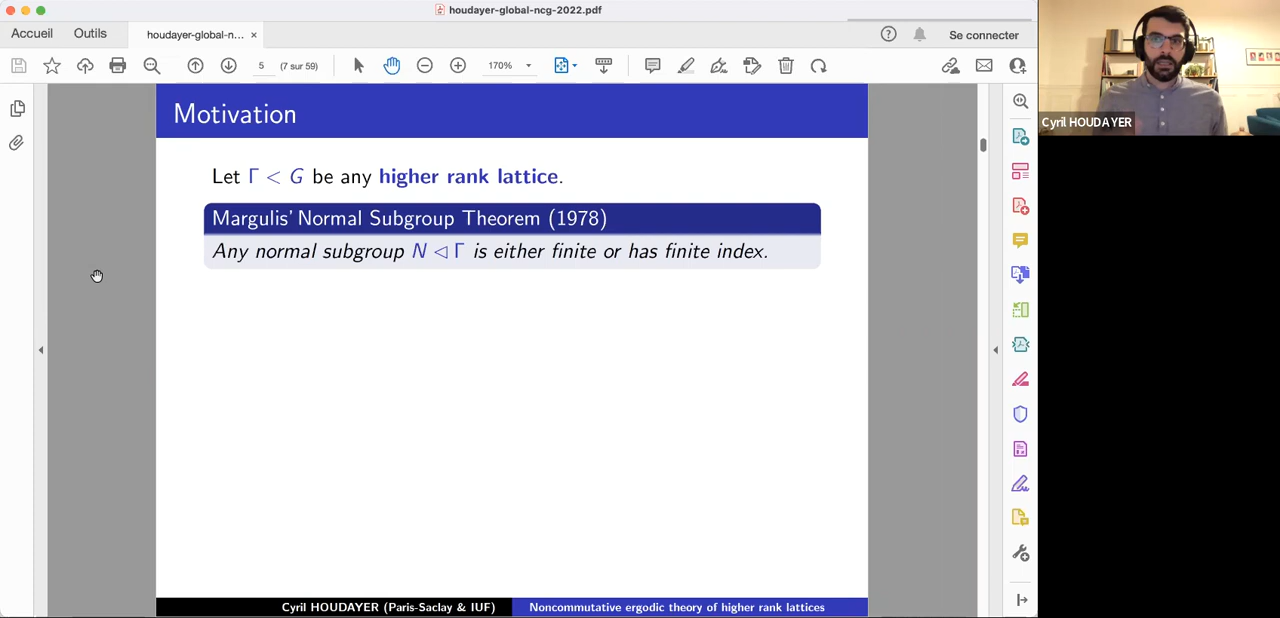 houdayer-global-ncg-2022.pdf
Accueil Outils houdayer-global-n... × Se connecter
5 (7 sur 59) 170%
Cyril HOUDAYER
Motivation
Let Γ < G be any higher rank lattice.
Margulis' Normal Subgroup Theorem (1978)
Any normal subgroup N ◁ Γ is either finite or has finite index.
Cyril HOUDAYER (Paris-Saclay & IUF) Noncommutative ergodic theory of higher rank lattices